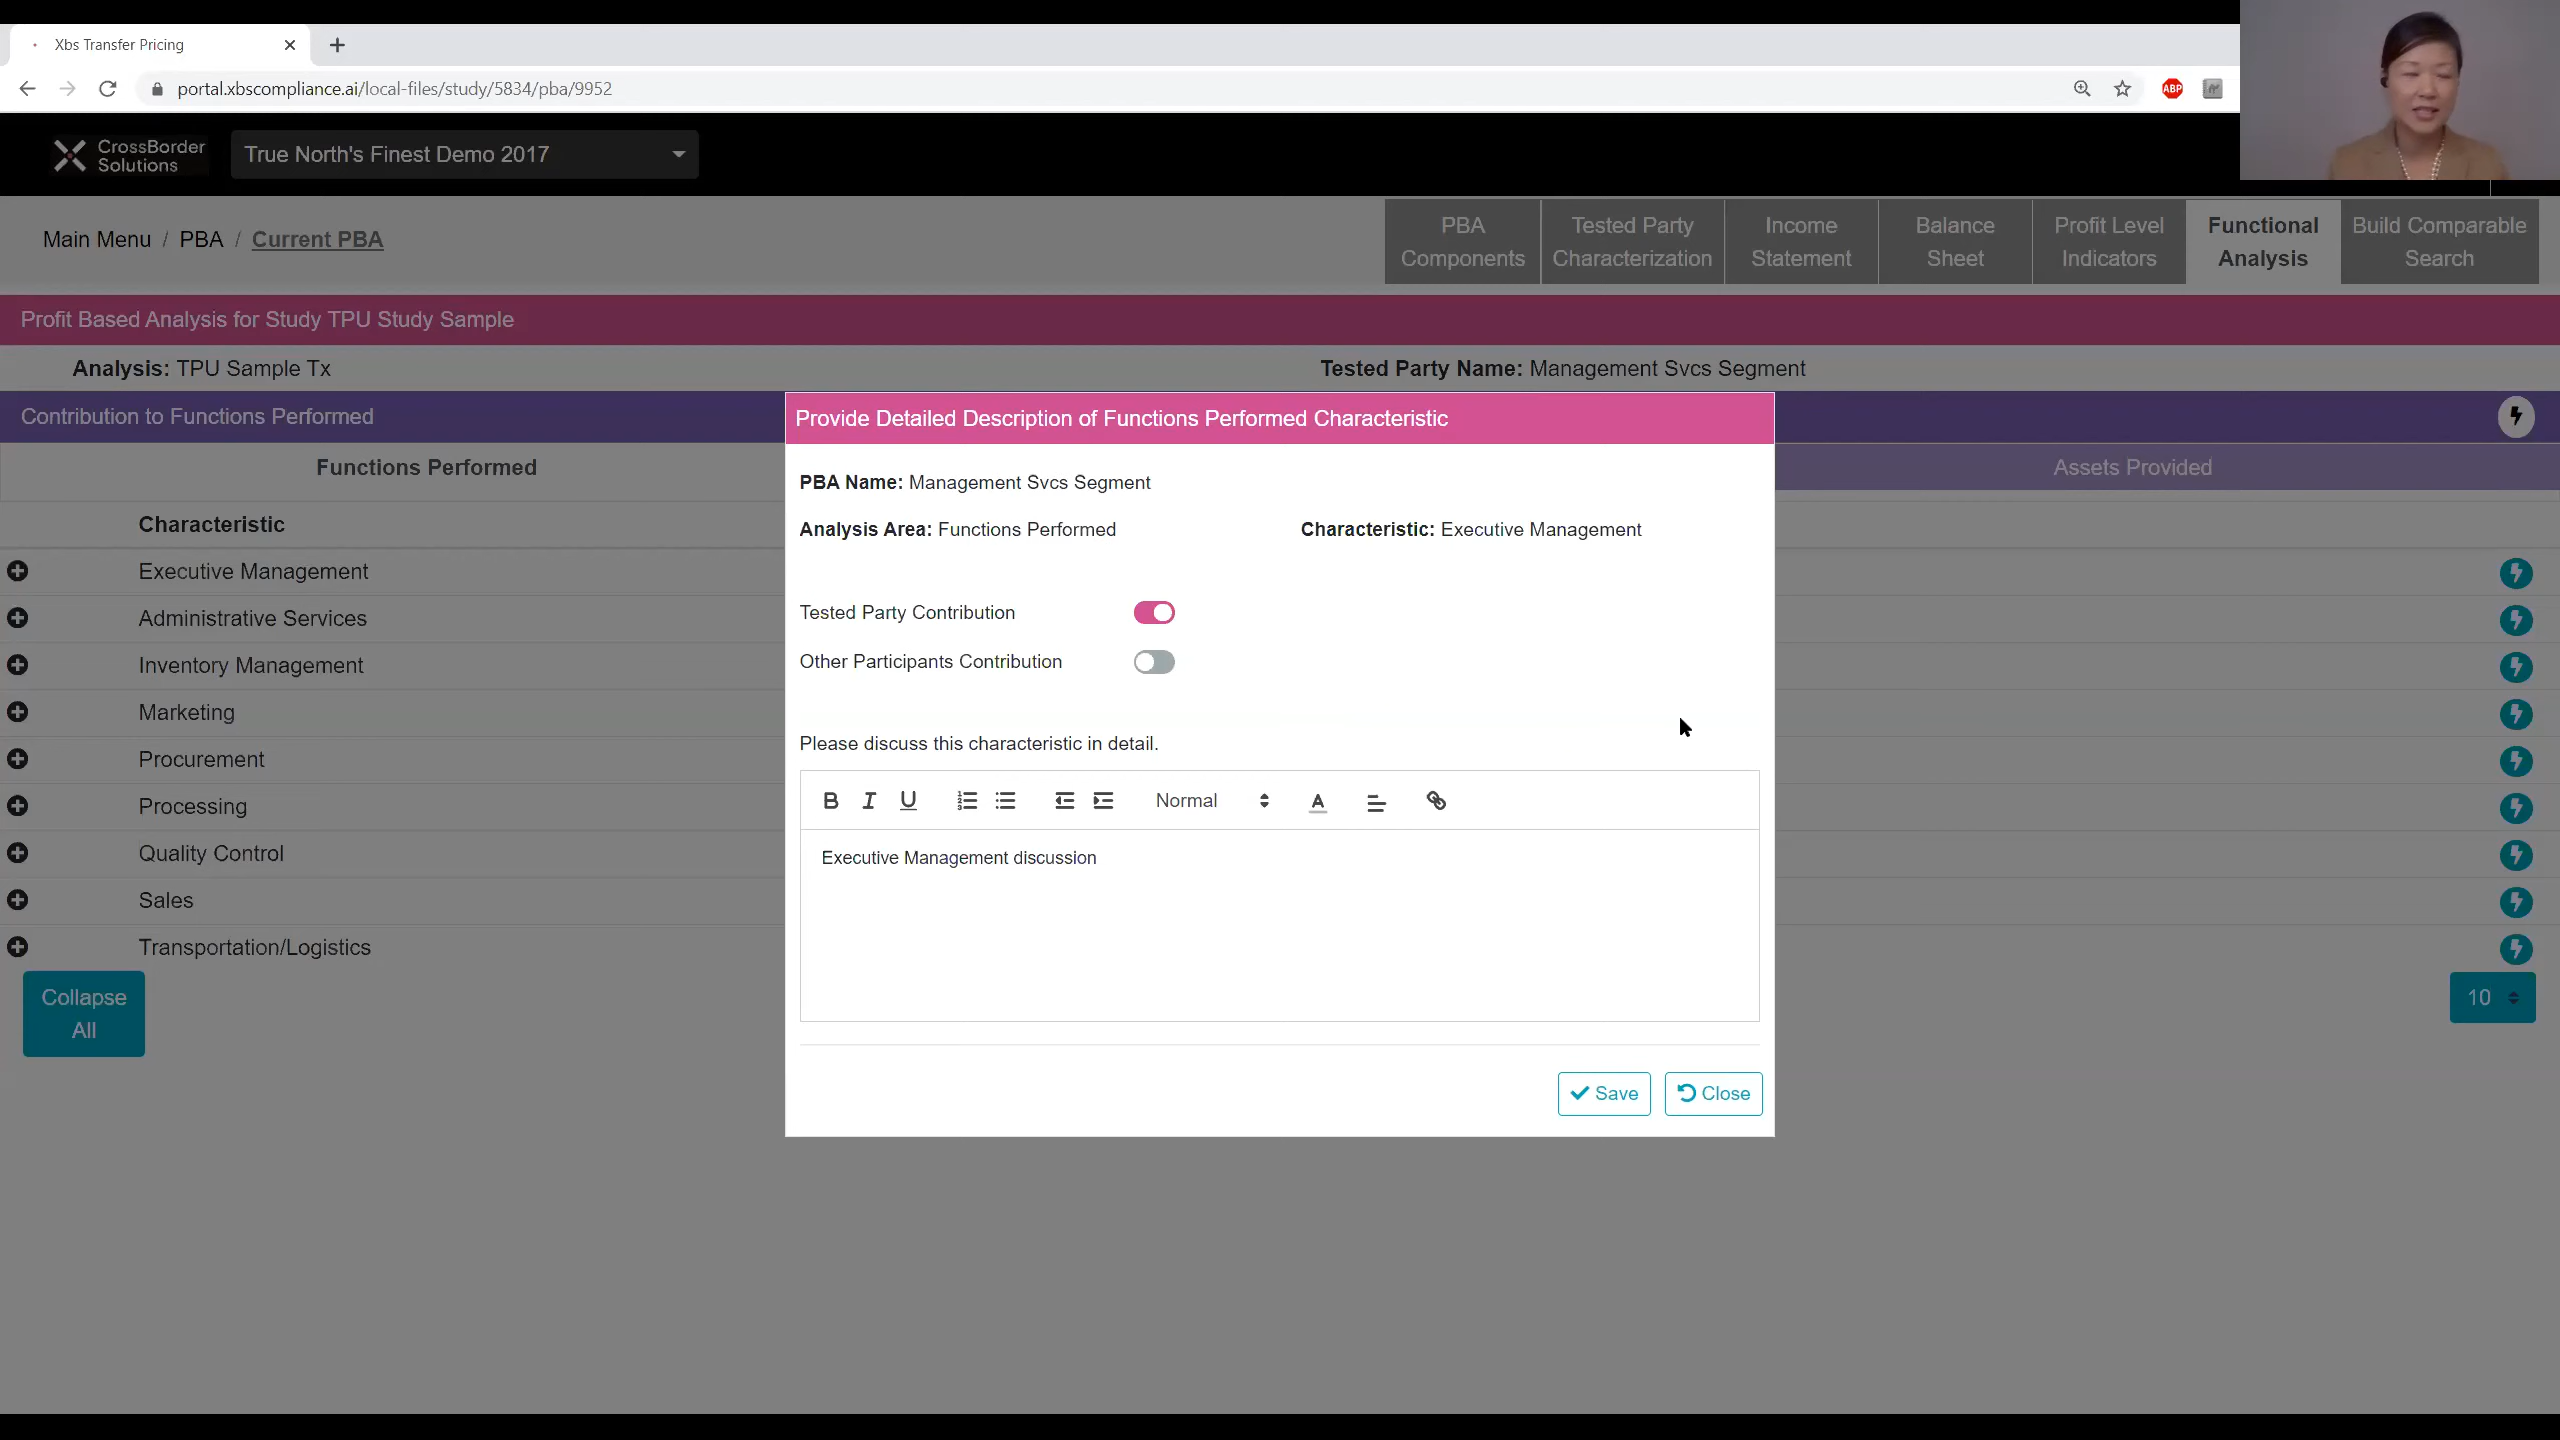 Xbs Transfer Pricing
portal.xbscompliance.ai/local-files/study/5834/pba/9952
ABP
CrossBorder
Solutions
True North's Finest Demo 2017
Main Menu / PBA / Current PBA
PBA Components
Tested Party Characterization
Income Statement
Balance Sheet
Profit Level Indicators
Functional Analysis
Build Comparable Search
Profit Based Analysis for Study TPU Study Sample
Analysis: TPU Sample Tx
Tested Party Name: Management Svcs Segment
Contribution to Functions Performed
Functions Performed
Assets Provided
Characteristic
Executive Management
Administrative Services
Inventory Management
Marketing
Procurement
Processing
Quality Control
Sales
Transportation/Logistics
Collapse All
10
Provide Detailed Description of Functions Performed Characteristic
PBA Name: Management Svcs Segment
Analysis Area: Functions Performed
Characteristic: Executive Management
Tested Party Contribution
Other Participants Contribution
Please discuss this characteristic in detail.
B I U Normal A
Executive Management discussion
Save
Close